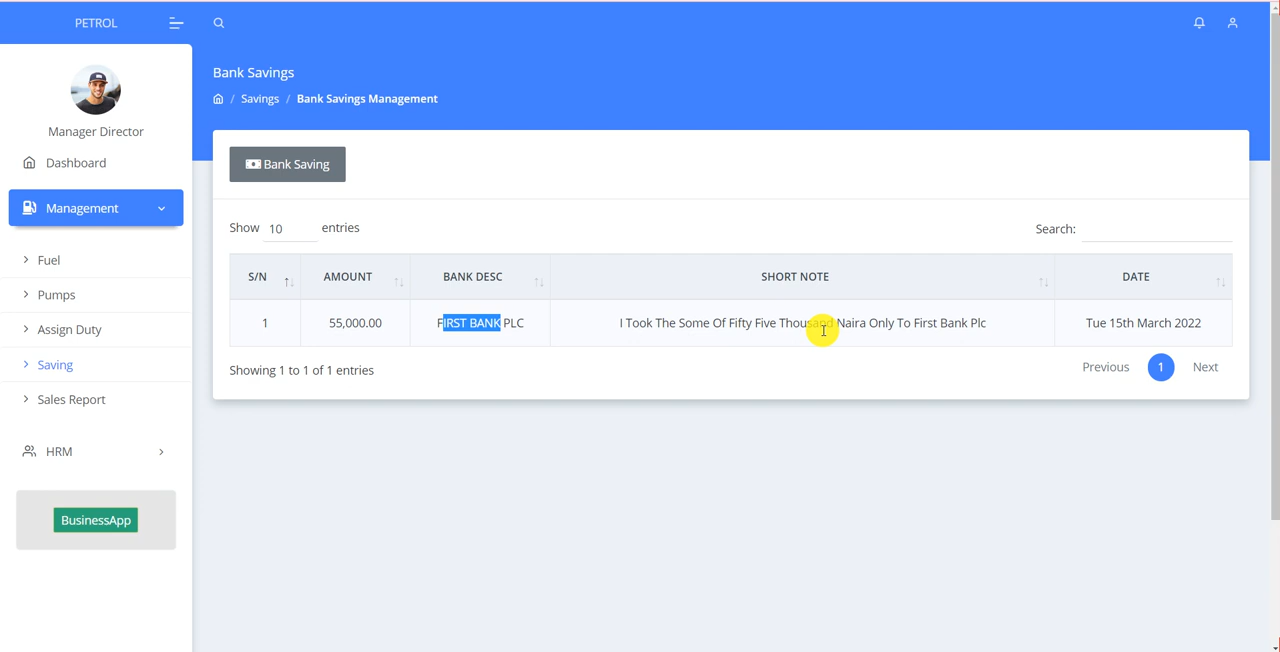 PETROL
Bank Savings
Savings / Bank Savings Management
Manager Director
Dashboard
Management
Fuel
Pumps
Assign Duty
Saving
Sales Report
HRM
BusinessApp
Bank Saving
Show 10 entries
Search:
S/N AMOUNT BANK DESC SHORT NOTE DATE
1 55,000.00 FIRST BANK PLC I Took The Some Of Fifty Five Thousand Naira Only To First Bank Plc Tue 15th March 2022
Showing 1 to 1 of 1 entries
Previous 1 Next